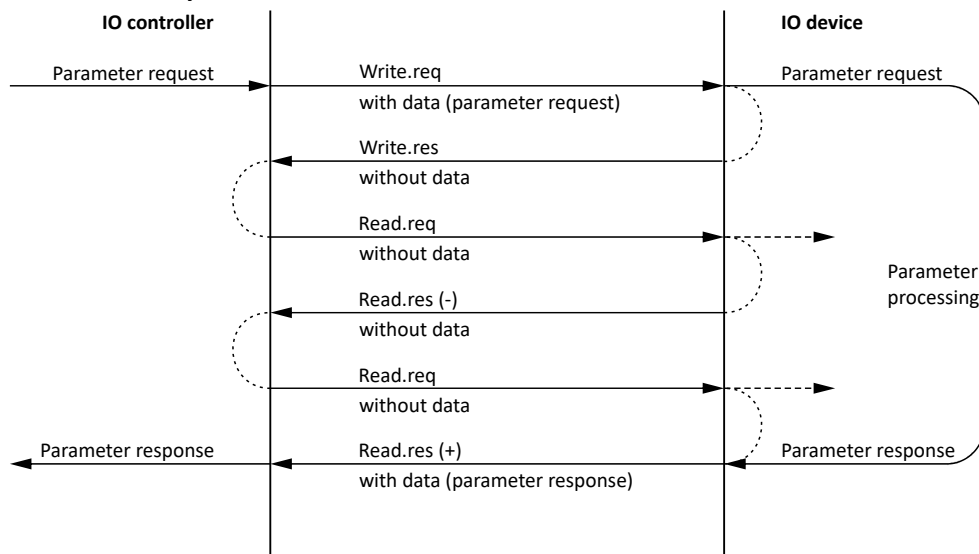 IO controller
IO device
Parameter request
Write.req
Parameter request
with data (parameter request)
Write.res
without data
Read.req
without data
Parameter
processing
Read.res (-)
without data
Read.req
without data
Parameter response
Read.res (+)
Parameter response
with data (parameter response)